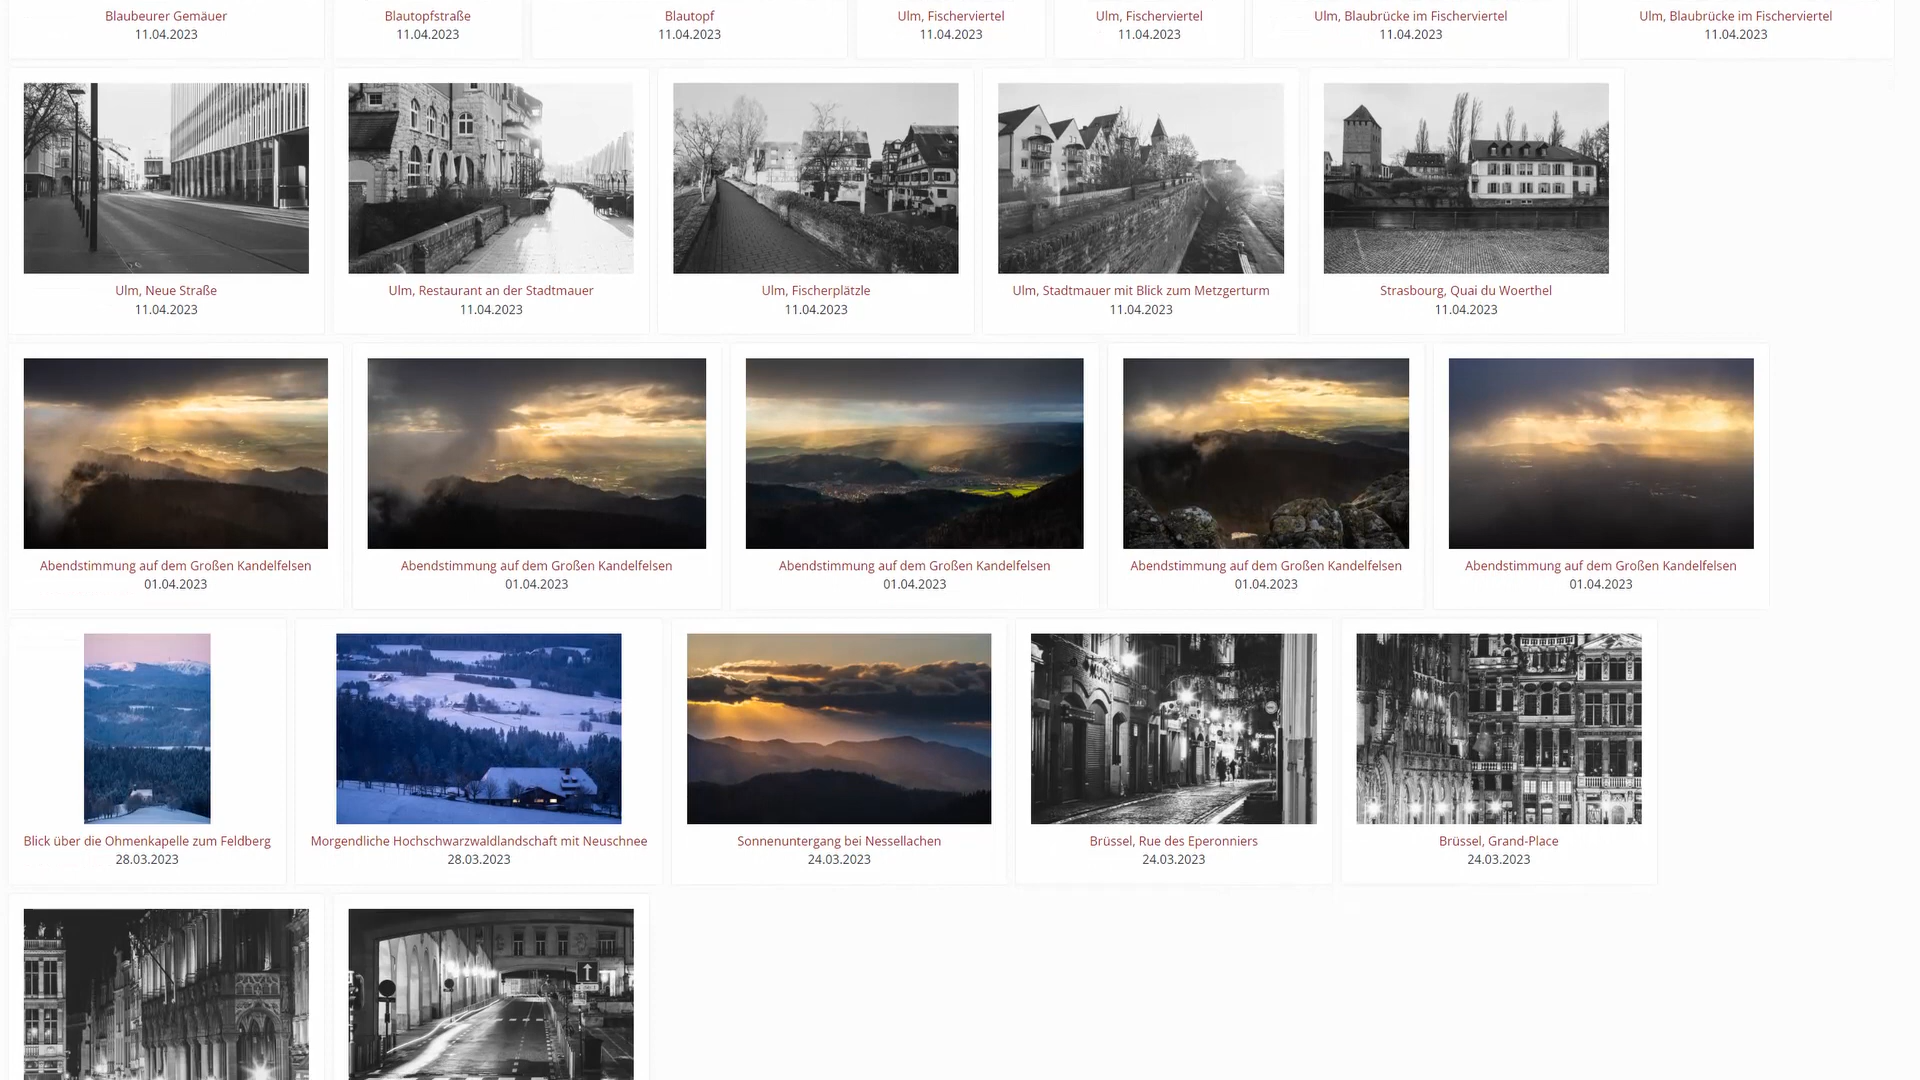 Blaubeurer Gemäuer
11.04.2023
Blautopfstraße
11.04.2023
Blautopf
11.04.2023
Ulm, Fischerviertel
11.04.2023
Ulm, Fischerviertel
11.04.2023
Ulm, Blaubrücke im Fischerviertel
11.04.2023
Ulm, Blaubrücke im Fischerviertel
11.04.2023
Ulm, Neue Straße
11.04.2023
Ulm, Restaurant an der Stadtmauer
11.04.2023
Ulm, Fischerplätzle
11.04.2023
Ulm, Stadtmauer mit Blick zum Metzgerturm
11.04.2023
Strasbourg, Quai du Woerthel
11.04.2023
Abendstimmung auf dem Großen Kandelfelsen
01.04.2023
Abendstimmung auf dem Großen Kandelfelsen
01.04.2023
Abendstimmung auf dem Großen Kandelfelsen
01.04.2023
Abendstimmung auf dem Großen Kandelfelsen
01.04.2023
Abendstimmung auf dem Großen Kandelfelsen
01.04.2023
Blick über die Ohmenkapelle zum Feldberg
28.03.2023
Morgendliche Hochschwarzwaldlandschaft mit Neuschnee
28.03.2023
Sonnenuntergang bei Nessellachen
24.03.2023
Brüssel, Rue des Eperonniers
24.03.2023
Brüssel, Grand-Place
24.03.2023